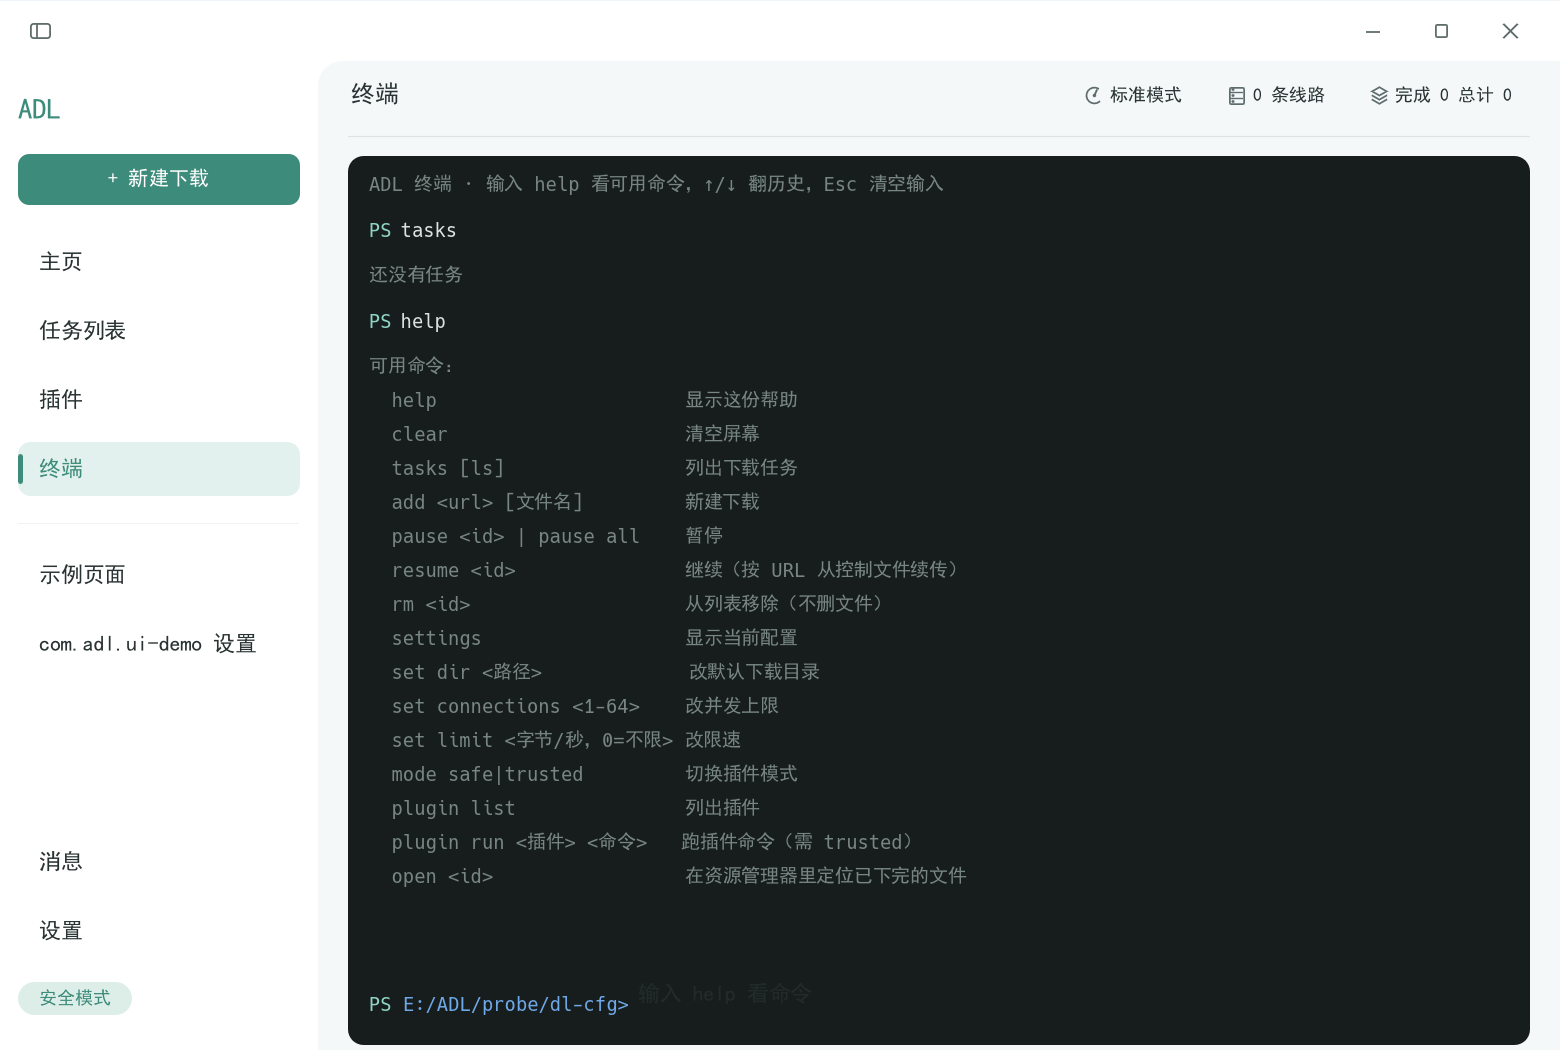 ADL
+ 新建下载
主页
任务列表
插件
终端
示例页面
com.adl.ui-demo 设置
消息
设置
安全模式
终端
标准模式
0 条线路
完成 0 总计 0
ADL 终端 · 输入 help 看可用命令，↑/↓ 翻历史，Esc 清空输入
PS tasks
还没有任务
PS help
可用命令：
help 显示这份帮助
clear 清空屏幕
tasks [ls] 列出下载任务
add <url> [文件名] 新建下载
pause <id> | pause all 暂停
resume <id> 继续（按 URL 从控制文件续传）
rm <id> 从列表移除（不删文件）
settings 显示当前配置
set dir <路径> 改默认下载目录
set connections <1-64> 改并发上限
set limit <字节/秒，0=不限> 改限速
mode safe|trusted 切换插件模式
plugin list 列出插件
plugin run <插件> <命令> 跑插件命令（需 trusted）
open <id> 在资源管理器里定位已下完的文件
PS E:/ADL/probe/dl-cfg> 输入 help 看命令